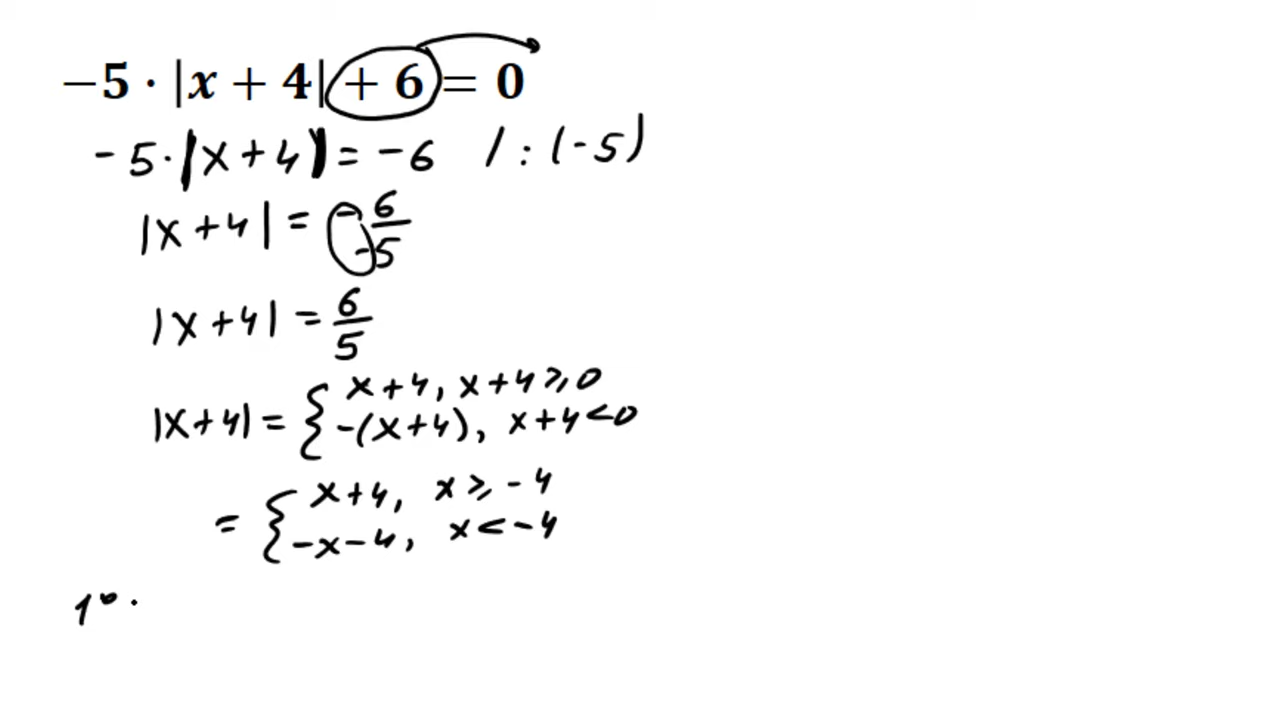 −5 · |x + 4| + 6 = 0
-5·|x+4| = -6 / : (-5)
|x+4| = -6/-5
|x+4| = 6/5
|x+4| = { x+4, x+4 ⩾ 0
-(x+4), x+4 < 0
= { x+4, x ⩾ -4
-x-4, x < -4
1° .